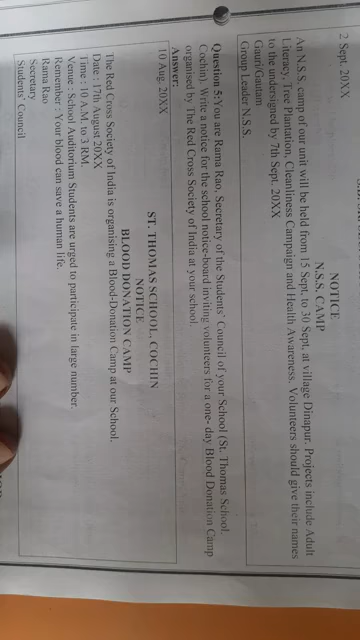 2 Sept. 20XX
NOTICE
N.S.S. CAMP
An N.S.S. camp of our unit will be held from 15 Sept. to 30 Sept. at village Dinapur. Projects include Adult
Literacy, Tree Plantation, Cleanliness Campaign and Health Awareness. Volunteers should give their names
to the undersigned by 7th Sept. 20XX
Gauri/Gautam
Group Leader N.S.S.
Question 5: You are Rama Rao, Secretary of the Students' Council of your School (St. Thomas School,
Cochin). Write a notice for the school notice-board inviting volunteers for a one- day Blood Donation Camp
organised by The Red Cross Society of India at your school.
Answer:
10 Aug. 20XX
ST. THOMAS SCHOOL, COCHIN
NOTICE
BLOOD DONATION CAMP
The Red Cross Society of India is organising a Blood-Donation Camp at our School.
Date : 17th August 20XX
Time : 10 A.M. to 3 RM.
Venue : School Auditorium Students are urged to participate in large number.
Remember : Your blood can save a human life.
Rama Rao
Secretary
Students' Council